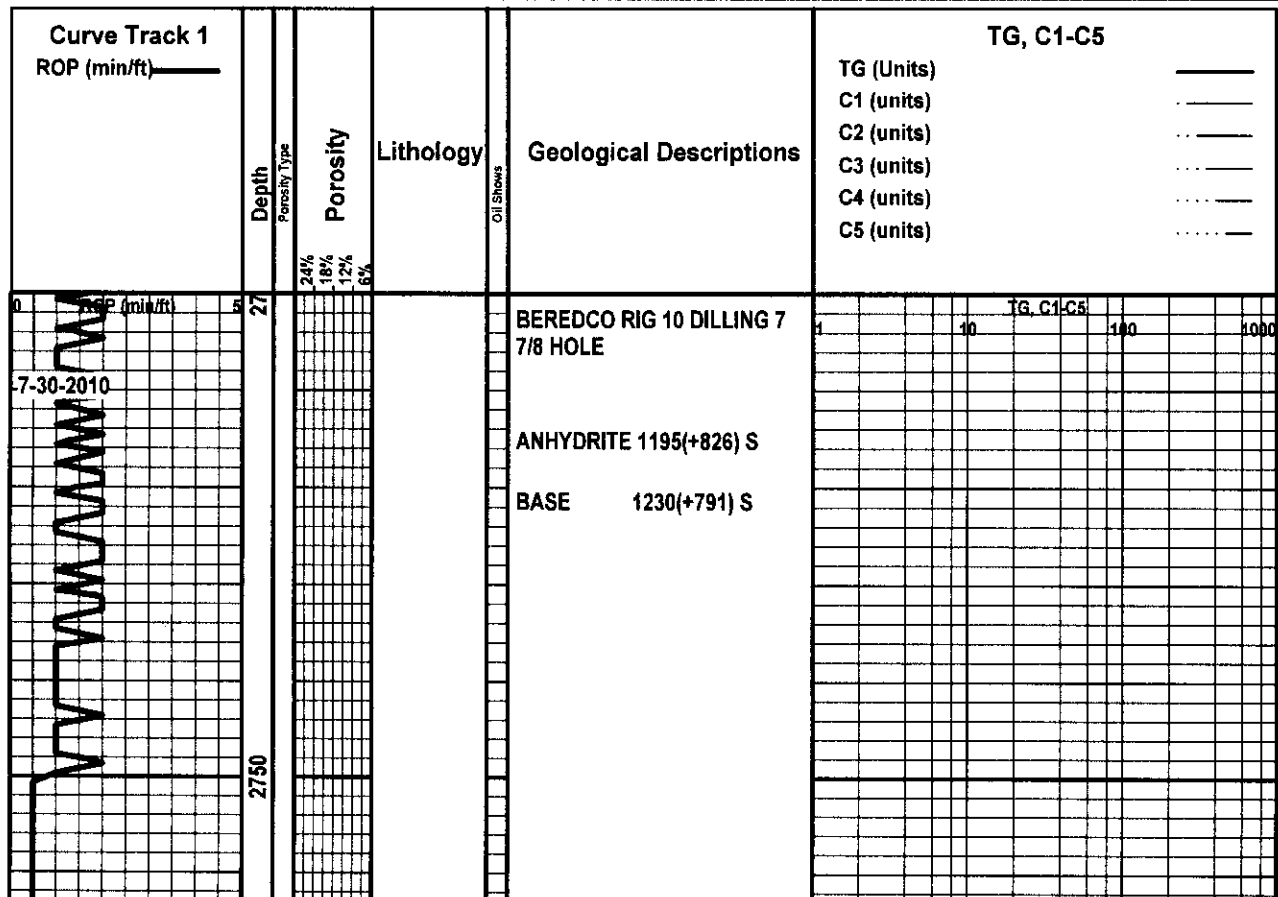 Curve Track 1
ROP (min/ft)
Depth
Porosity Type
Porosity
24%
18%
12%
6%
Lithology
Oil Shows
Geological Descriptions
TG, C1-C5
TG (Units)
C1 (units)
C2 (units)
C3 (units)
C4 (units)
C5 (units)
0 ROP (min/ft) 5
27
TG, C1-C5
1 10 100 1000
BEREDCO RIG 10 DILLING 7
7/8 HOLE
7-30-2010
ANHYDRITE 1195(+826) S
BASE 1230(+791) S
2750